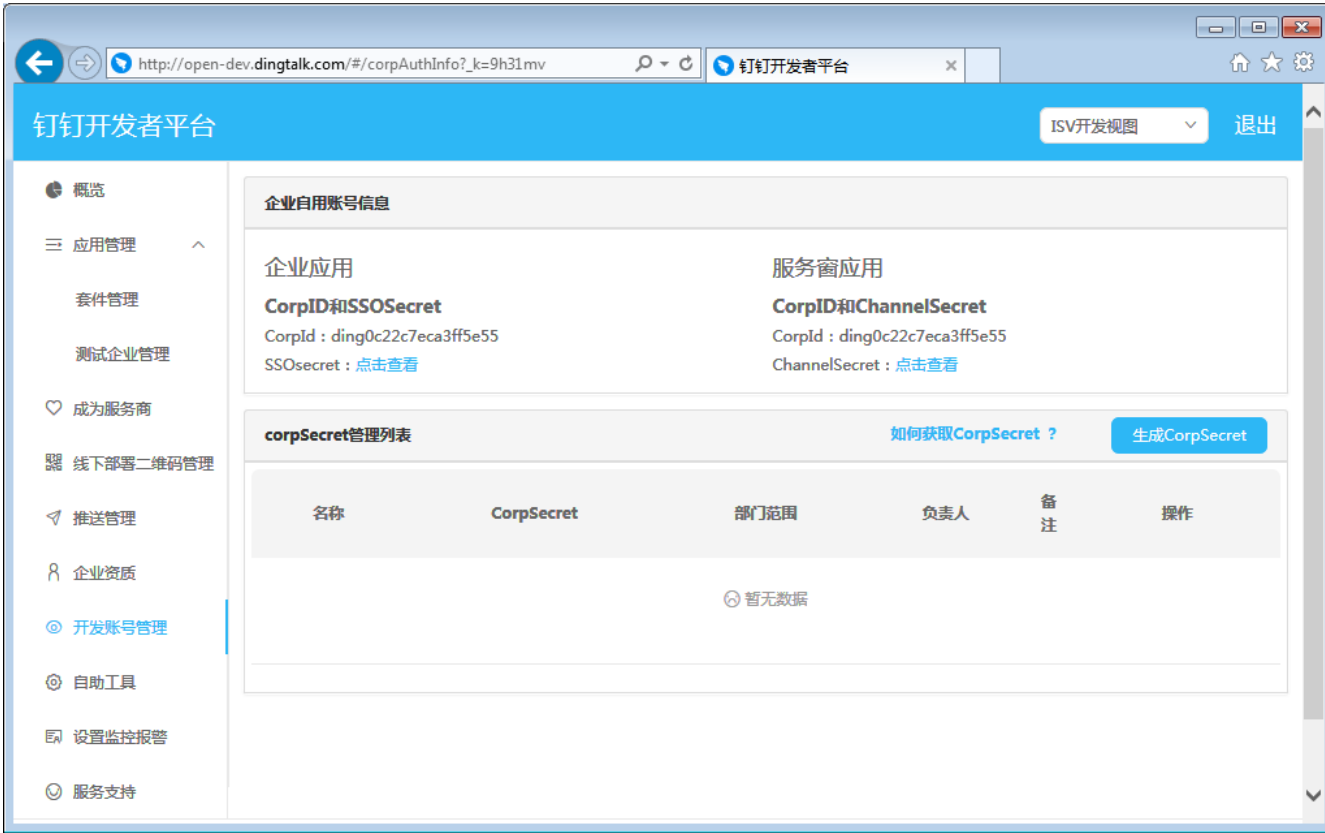 http://open-dev.dingtalk.com/#/corpAuthInfo?_k=9h31mv
钉钉开发者平台
钉钉开发者平台
ISV开发视图
退出
概览
应用管理
套件管理
测试企业管理
成为服务商
线下部署二维码管理
推送管理
企业资质
开发账号管理
自助工具
设置监控报警
服务支持
企业自用账号信息
企业应用
CorpID和SSOSecret
CorpId：ding0c22c7eca3ff5e55
SSOsecret：点击查看
服务窗应用
CorpID和ChannelSecret
CorpId：ding0c22c7eca3ff5e55
ChannelSecret：点击查看
corpSecret管理列表
如何获取CorpSecret ？
生成CorpSecret
名称 CorpSecret 部门范围 负责人 备注 操作
暂无数据